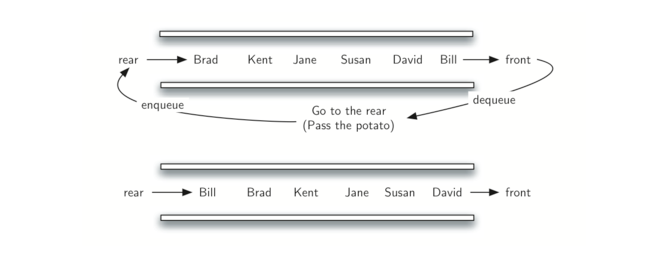 rear Brad Kent Jane Susan David Bill front
enqueue
dequeue
Go to the rear
(Pass the potato)
rear Bill Brad Kent Jane Susan David front